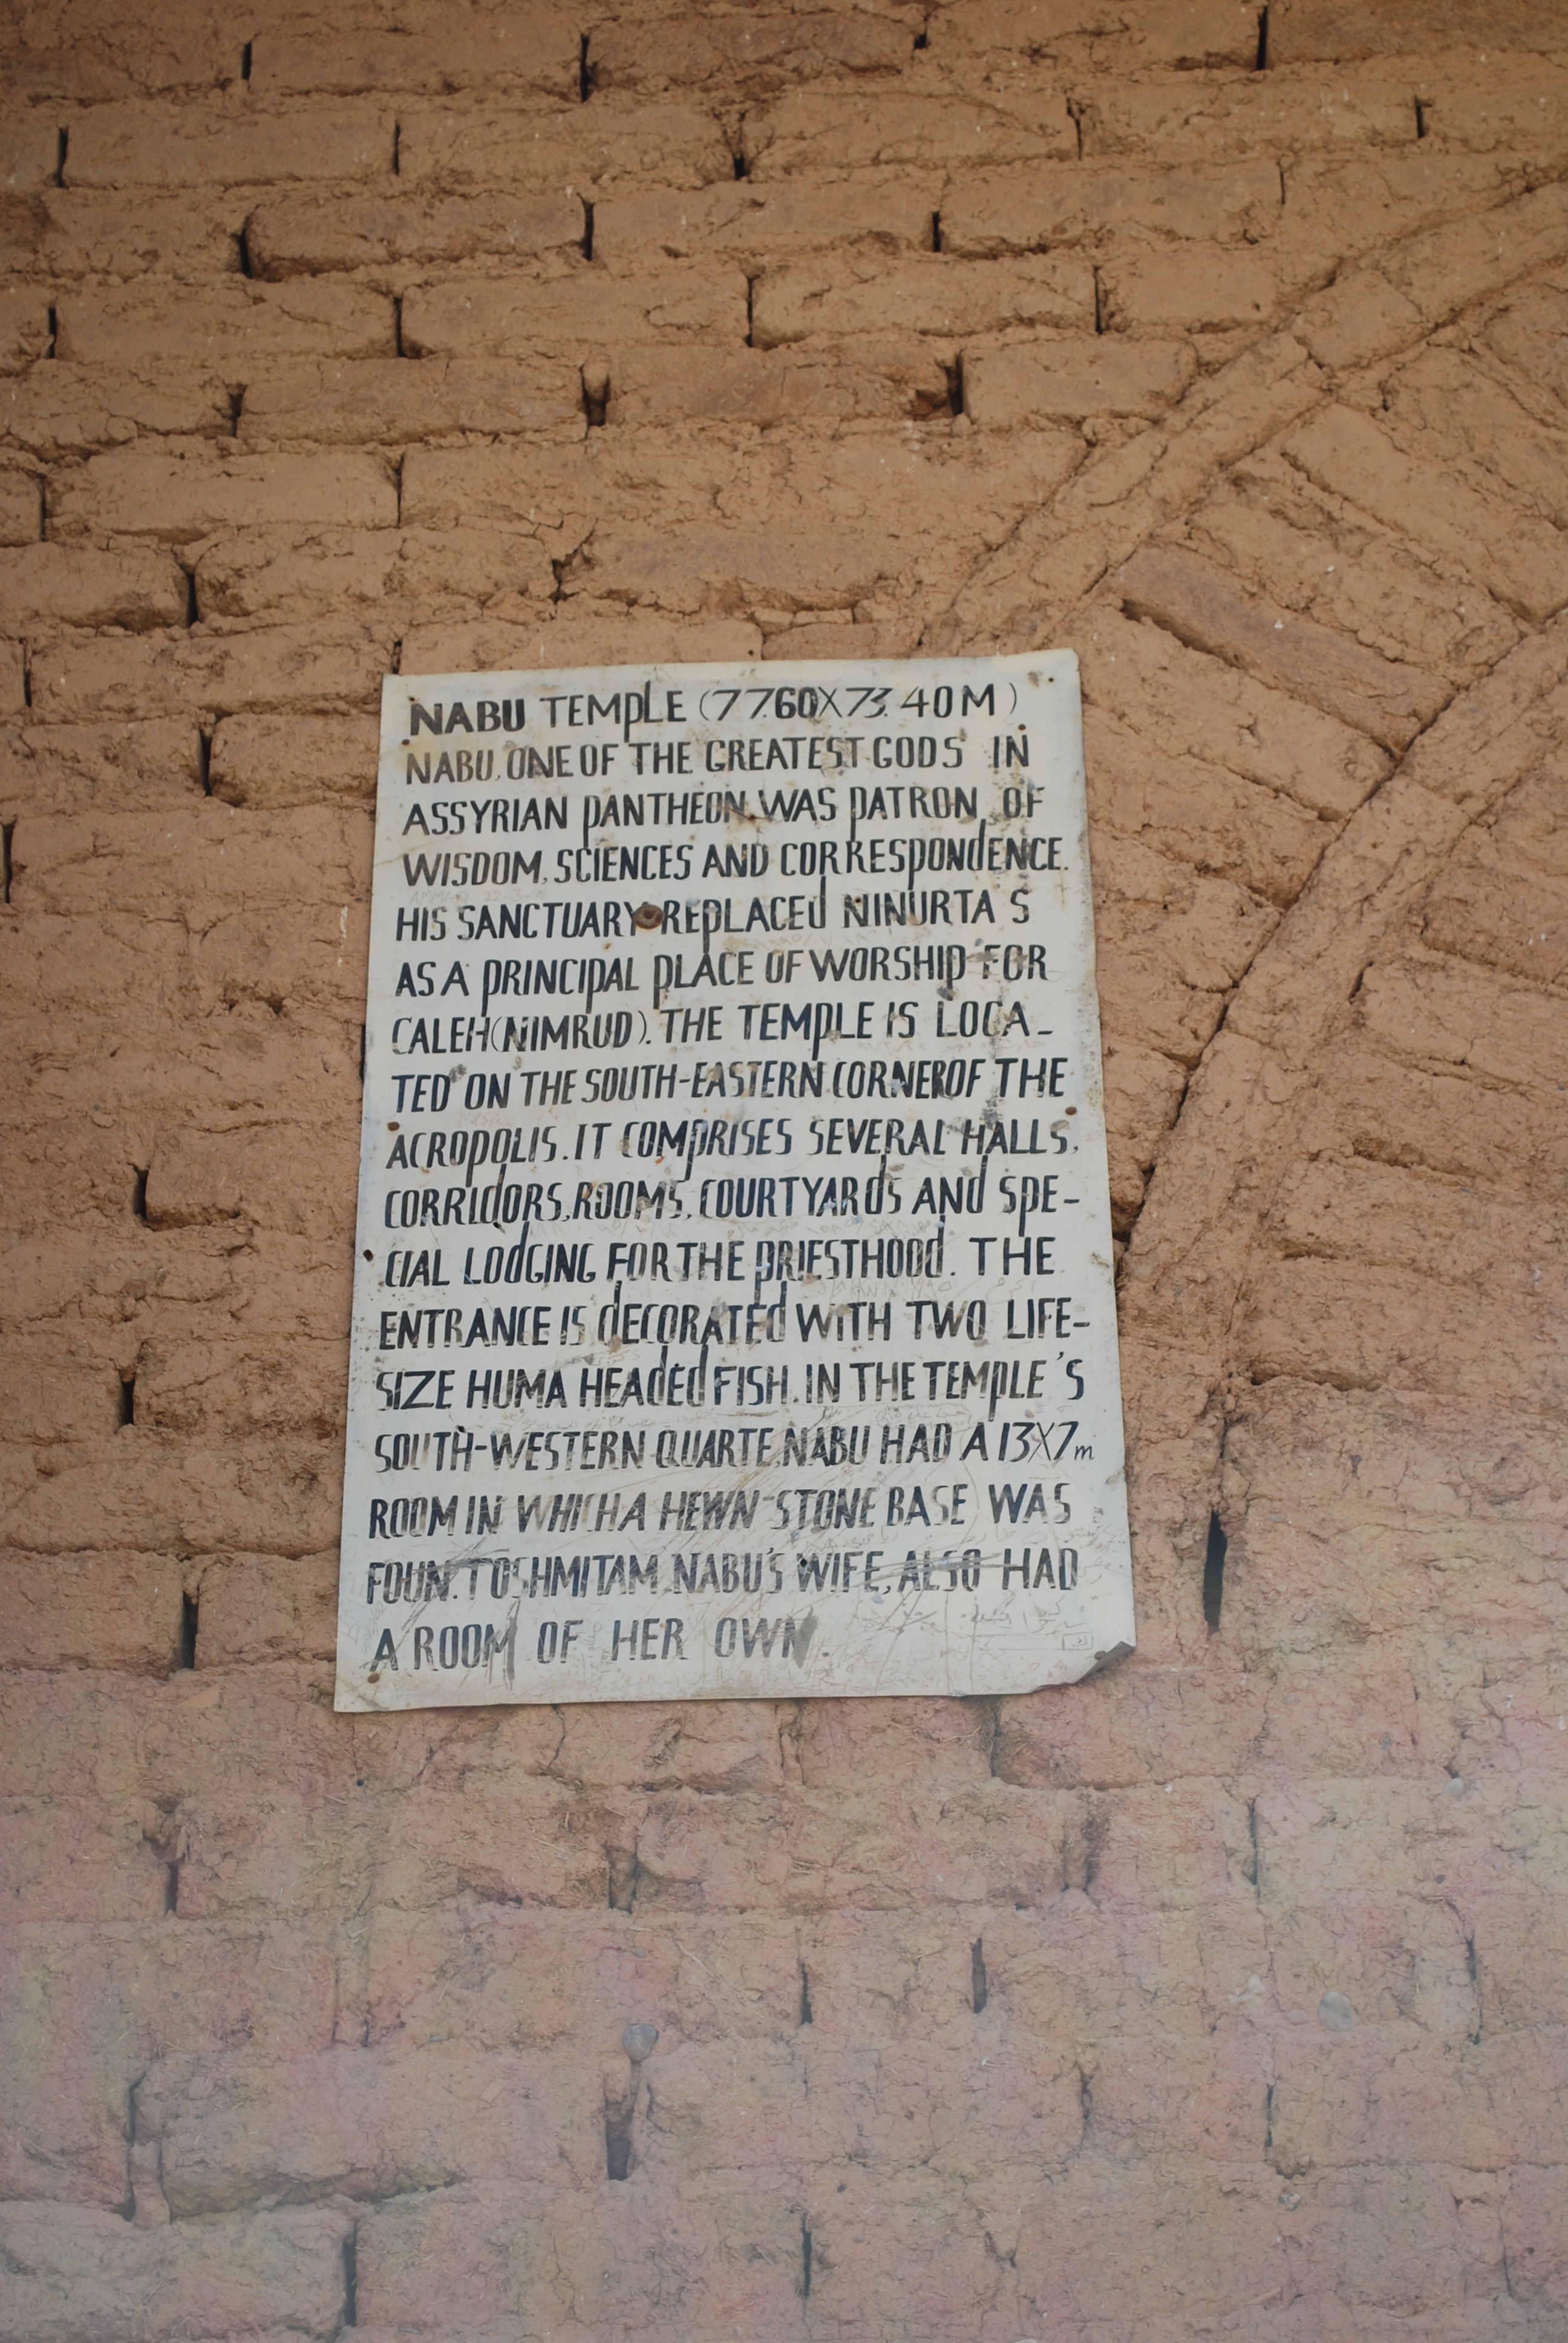 NABU TEMPLE (77.60X73.40M)
NABU, ONE OF THE GREATEST GODS IN
ASSYRIAN PANTHEON, WAS PATRON OF
WISDOM, SCIENCES AND CORRESPONDENCE.
HIS SANCTUARY REPLACED NINURTA S
AS A PRINCIPAL PLACE OF WORSHIP FOR
CALEH(NIMRUD). THE TEMPLE IS LOCA-
TED ON THE SOUTH-EASTERN CORNER OF THE
ACROPOLIS. IT COMPRISES SEVERAL HALLS,
CORRIDORS, ROOMS, COURTYARDS AND SPE-
CIAL LODGING FOR THE PRIESTHOOD. THE
ENTRANCE IS DECORATED WITH TWO LIFE-
SIZE HUMA HEADED FISH. IN THE TEMPLE'S
SOUTH-WESTERN QUARTE, NABU HAD A 13X7m
ROOM IN WHICH A HEWN-STONE BASE WAS
FOUN. TOSHMITAM, NABU'S WIFE, ALSO HAD
A ROOM OF HER OWN.